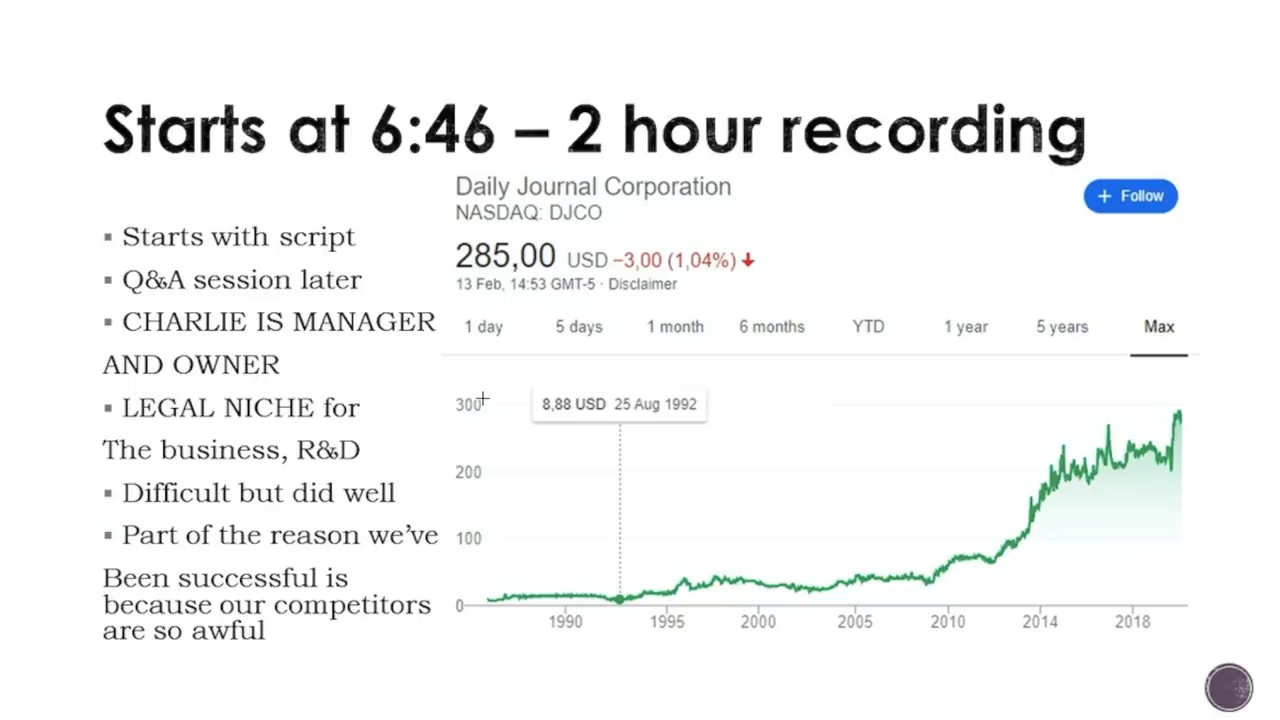 Starts at 6:46 – 2 hour recording
▪ Starts with script
▪ Q&A session later
▪ CHARLIE IS MANAGER
AND OWNER
▪ LEGAL NICHE for
The business, R&D
▪ Difficult but did well
▪ Part of the reason we've
Been successful is
because our competitors
are so awful
Daily Journal Corporation
NASDAQ: DJCO
+ Follow
285,00 USD −3,00 (1,04%) ↓
13 Feb, 14:53 GMT-5 · Disclaimer
1 day 5 days 1 month 6 months YTD 1 year 5 years Max
8,88 USD 25 Aug 1992
300
200
100
0
1990 1995 2000 2005 2010 2014 2018